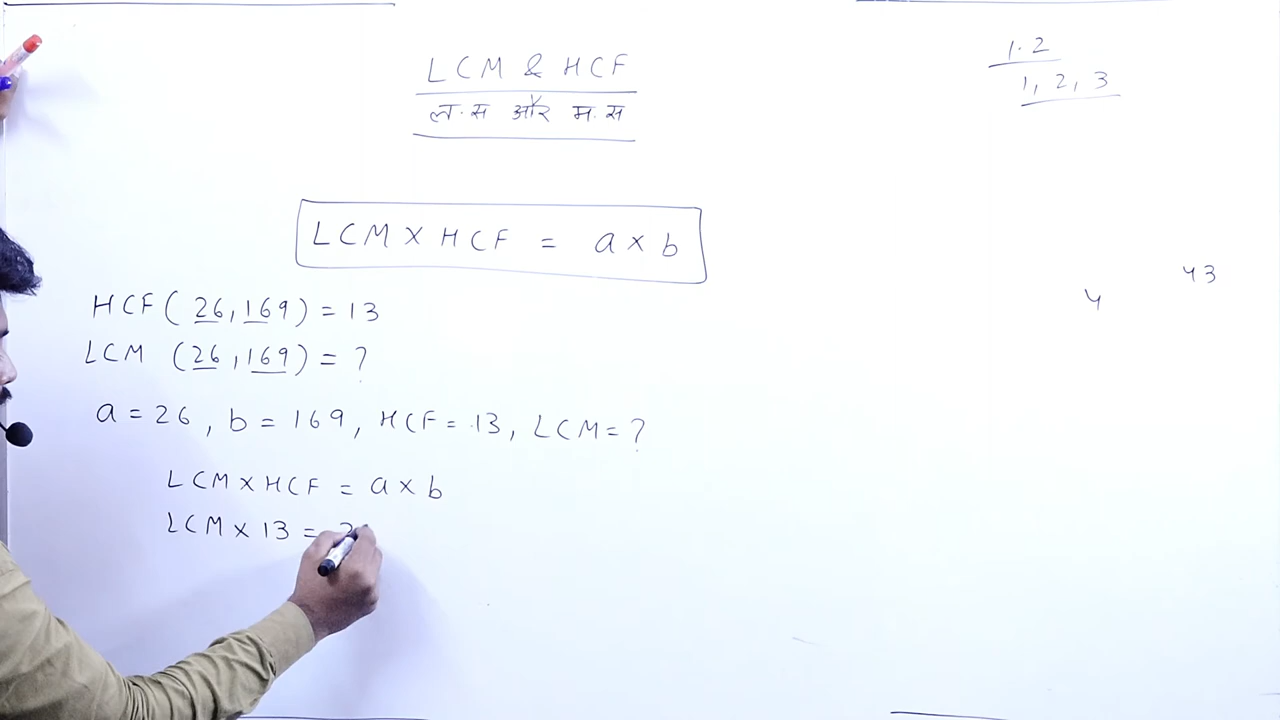 LCM & HCF
ल.स और म.स
1.2
1, 2, 3
LCM X HCF = a x b
43
4
HCF ( 26, 169) = 13
LCM (26, 169) = ?
a = 26, b = 169, HCF = 13, LCM = ?
LCM x HCF = a x b
LCM x 13 = 2